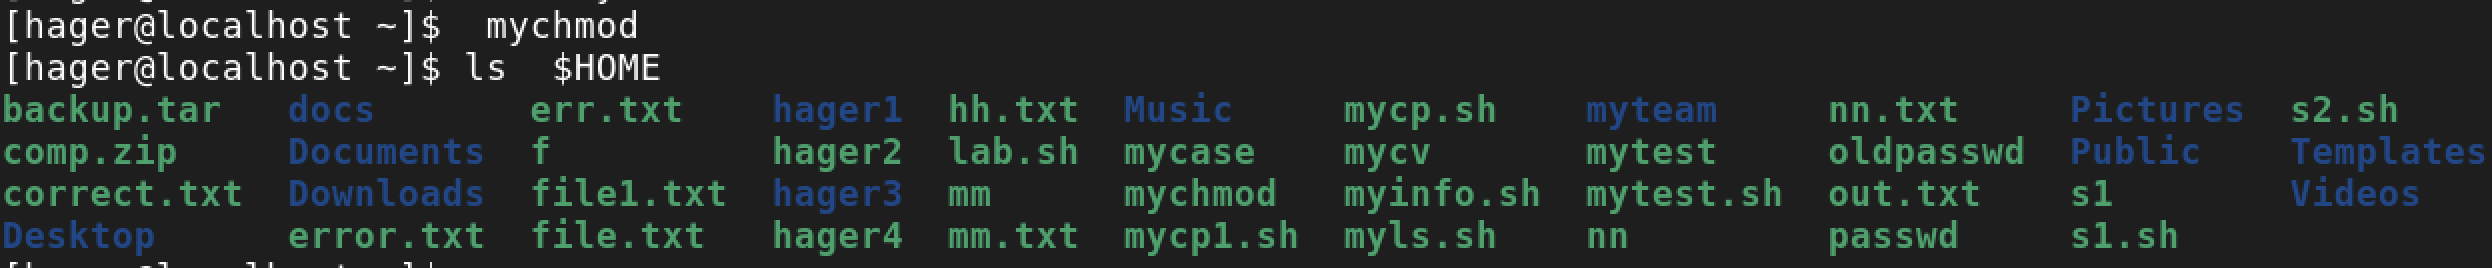 [hager@localhost ~]$  mychmod
[hager@localhost ~]$ ls  $HOME
backup.tar  docs  err.txt  hager1  hh.txt  Music  mycp.sh  myteam  nn.txt  Pictures  s2.sh
comp.zip  Documents  f  hager2  lab.sh  mycase  mycv  mytest  oldpasswd  Public  Templates
correct.txt  Downloads  file1.txt  hager3  mm  mychmod  myinfo.sh  mytest.sh  out.txt  s1  Videos
Desktop  error.txt  file.txt  hager4  mm.txt  mycp1.sh  myls.sh  nn  passwd  s1.sh